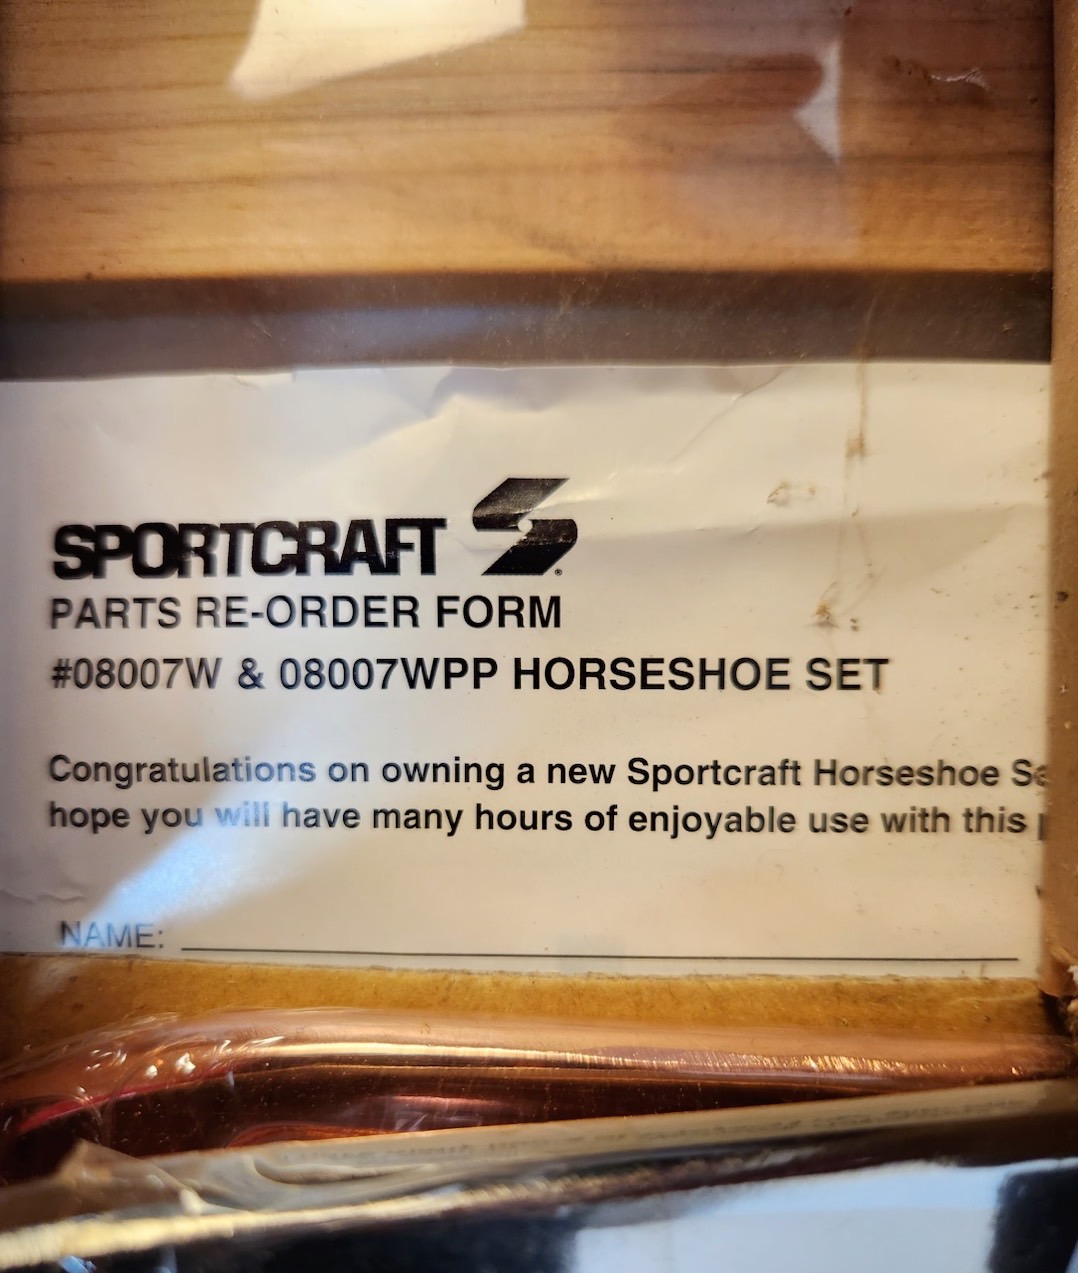 SPORTCRAFT
PARTS RE-ORDER FORM
#08007W & 08007WPP HORSESHOE SET
Congratulations on owning a new Sportcraft Horseshoe
hope you will have many hours of enjoyable use with this
NAME: